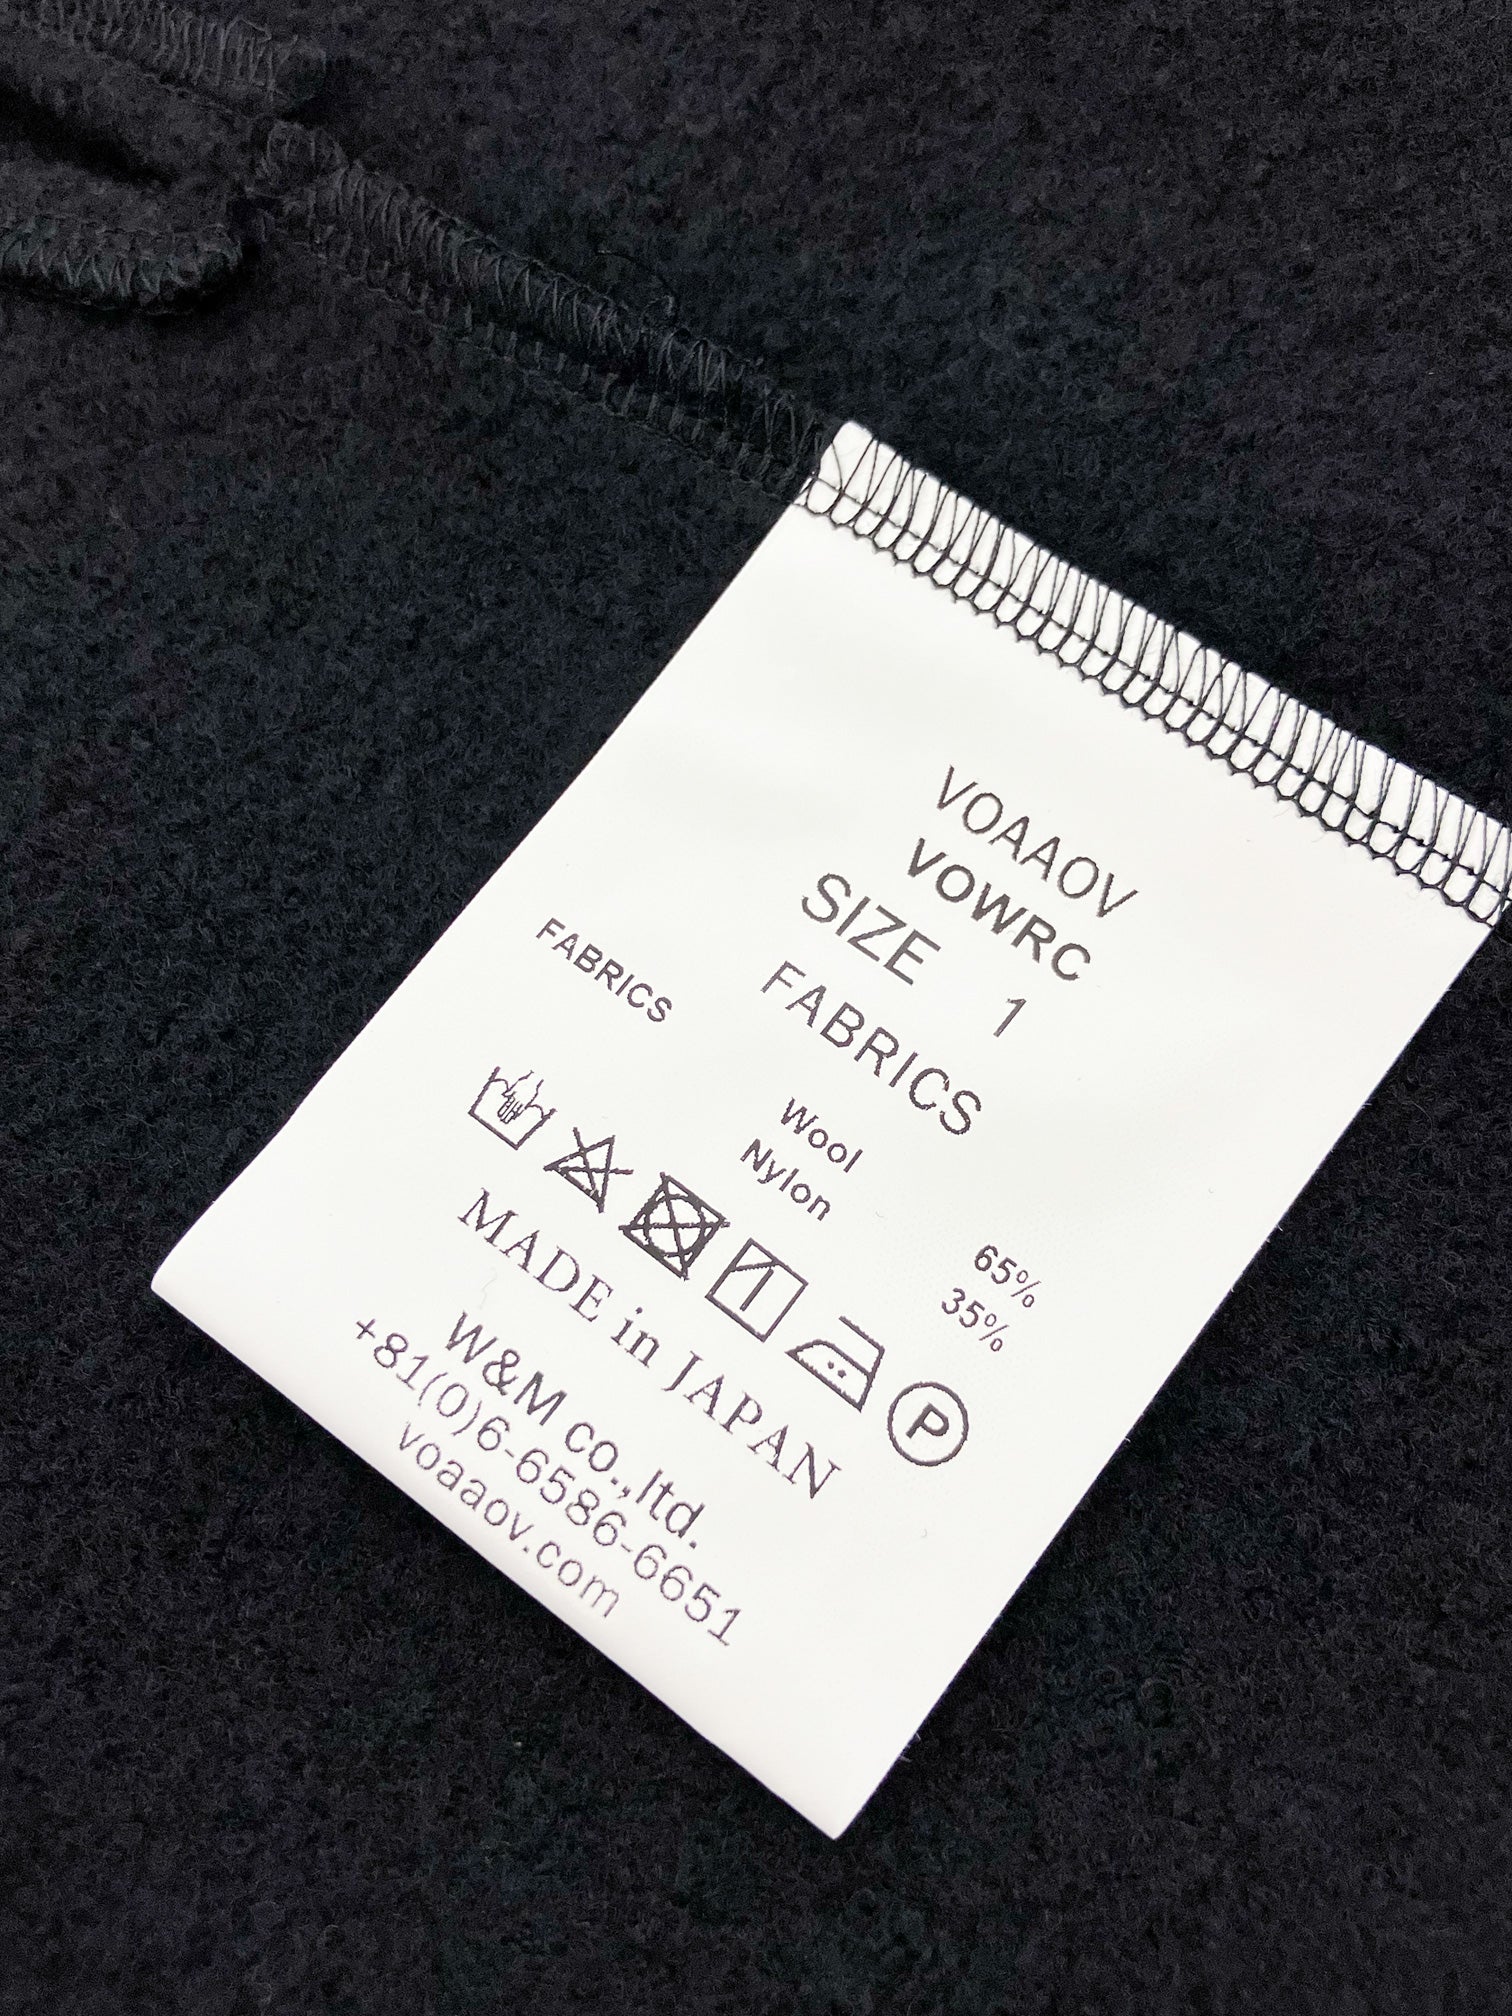 VOAAOV
VOWRC
SIZE 1
FABRICS
FABRICS
Wool 65%
Nylon 35%
P
MADE in JAPAN
W&M co.,ltd.
+81(0)6-6586-6651
voaaov.com